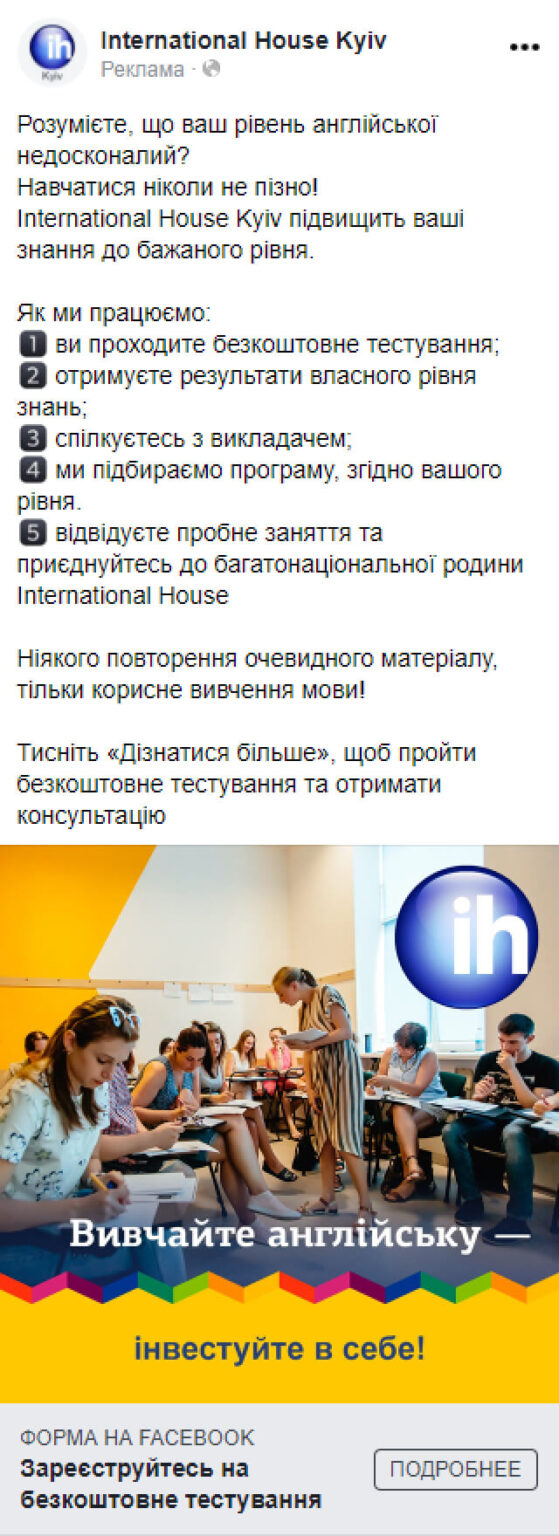 ih
Kyiv
International House Kyiv
Реклама ·
Розумієте, що ваш рівень англійської
недосконалий?
Навчатися ніколи не пізно!
International House Kyiv підвищить ваші
знання до бажаного рівня.
Як ми працюємо:
1 ви проходите безкоштовне тестування;
2 отримуєте результати власного рівня
знань;
3 спілкуєтесь з викладачем;
4 ми підбираємо програму, згідно вашого
рівня.
5 відвідуєте пробне заняття та
приєднуйтесь до багатонаціональної родини
International House
Ніякого повторення очевидного матеріалу,
тільки корисне вивчення мови!
Тисніть «Дізнатися більше», щоб пройти
безкоштовне тестування та отримати
консультацію
ih
Вивчайте англійську —
інвестуйте в себе!
ФОРМА НА FACEBOOK
Зареєструйтесь на
безкоштовне тестування
ПОДРОБНЕЕ